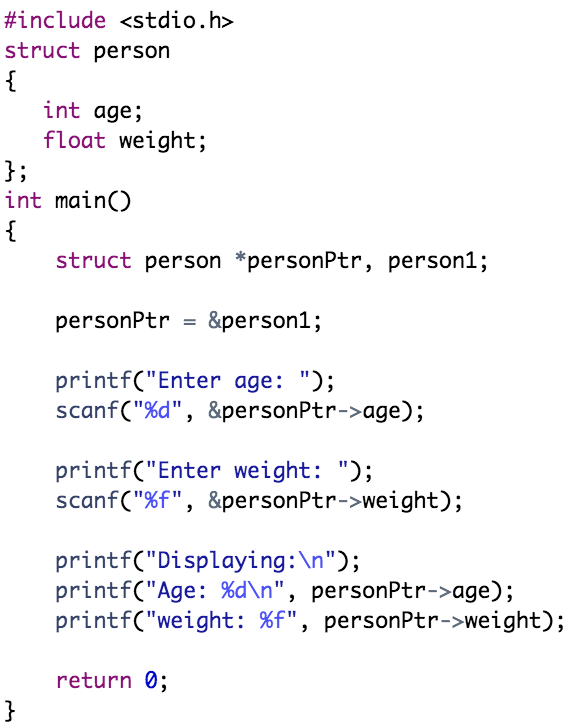 #include <stdio.h>
struct person
{
   int age;
   float weight;
};
int main()
{
    struct person *personPtr, person1;

    personPtr = &person1;

    printf("Enter age: ");
    scanf("%d", &personPtr->age);

    printf("Enter weight: ");
    scanf("%f", &personPtr->weight);

    printf("Displaying:\n");
    printf("Age: %d\n", personPtr->age);
    printf("weight: %f", personPtr->weight);

    return 0;
}